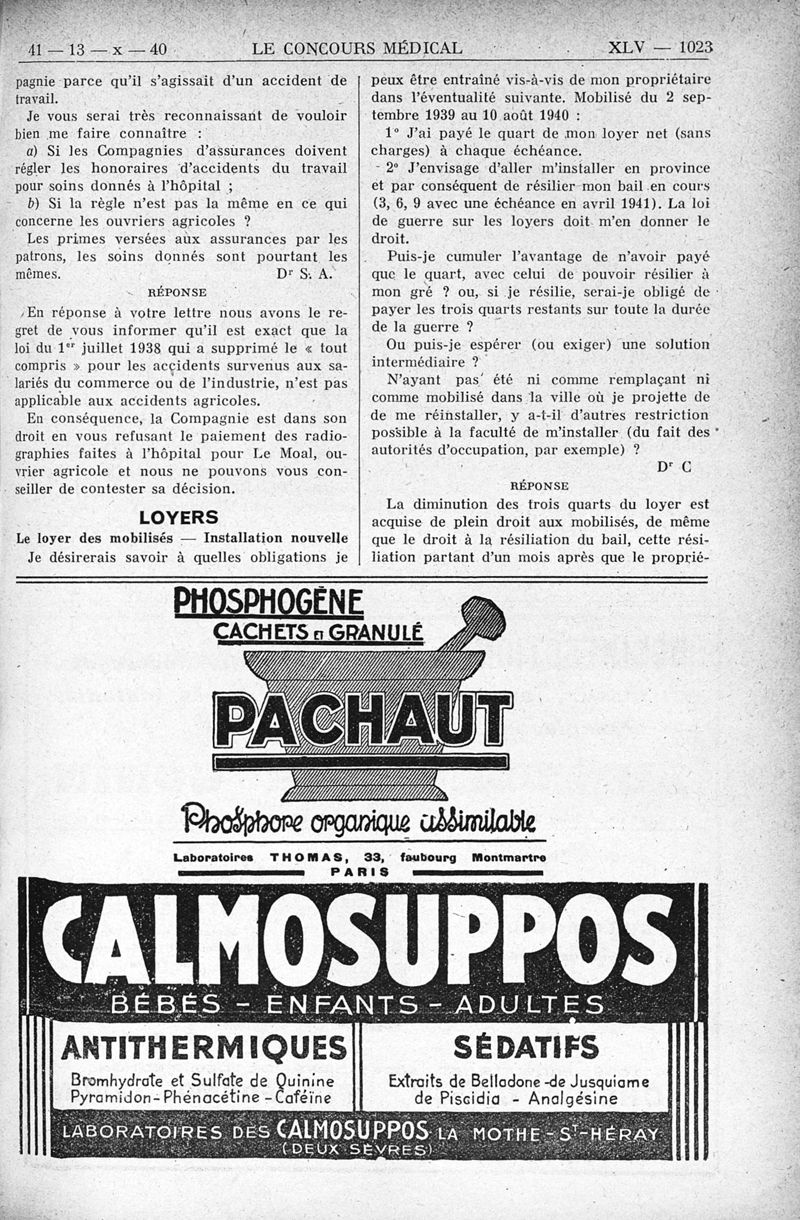 41 — 13 — x — 40
LE CONCOURS MÉDICAL
XLV — 1023
pagnie parce qu'il s'agissait d'un accident de
travail.
Je vous serai très reconnaissant de vouloir
bien me faire connaître :
a) Si les Compagnies d'assurances doivent
régler les honoraires d'accidents du travail
pour soins donnés à l'hôpital ;
b) Si la règle n'est pas la même en ce qui
concerne les ouvriers agricoles ?
Les primes versées aux assurances par les
patrons, les soins donnés sont pourtant les
mêmes. Dr S. A.
RÉPONSE
En réponse à votre lettre nous avons le re-
gret de vous informer qu'il est exact que la
loi du 1er juillet 1938 qui a supprimé le « tout
compris » pour les accidents survenus aux sa-
lariés du commerce ou de l'industrie, n'est pas
applicable aux accidents agricoles.
En conséquence, la Compagnie est dans son
droit en vous refusant le paiement des radio-
graphies faites à l'hôpital pour Le Moal, ou-
vrier agricole et nous ne pouvons vous con-
seiller de contester sa décision.
LOYERS
Le loyer des mobilisés — Installation nouvelle
Je désirerais savoir à quelles obligations je
peux être entraîné vis-à-vis de mon propriétaire
dans l'éventualité suivante. Mobilisé du 2 sep-
tembre 1939 au 10 août 1940 :
1° J'ai payé le quart de mon loyer net (sans
charges) à chaque échéance.
2° J'envisage d'aller m'installer en province
et par conséquent de résilier mon bail en cours
(3, 6, 9 avec une échéance en avril 1941). La loi
de guerre sur les loyers doit m'en donner le
droit.
Puis-je cumuler l'avantage de n'avoir payé
que le quart, avec celui de pouvoir résilier à
mon gré ? ou, si je résilie, serai-je obligé de
payer les trois quarts restants sur toute la durée
de la guerre ?
Ou puis-je espérer (ou exiger) une solution
intermédiaire ?
N'ayant pas été ni comme remplaçant ni
comme mobilisé dans la ville où je projette de
de me réinstaller, y a-t-il d'autres restriction
possible à la faculté de m'installer (du fait des
autorités d'occupation, par exemple) ?
Dr C
RÉPONSE
La diminution des trois quarts du loyer est
acquise de plein droit aux mobilisés, de même
que le droit à la résiliation du bail, cette rési-
liation partant d'un mois après que le proprié-
PHOSPHOGÈNE
CACHETS ET GRANULÉ
PACHAUT
Phosphore organique assimilable
Laboratoires THOMAS, 33, faubourg Montmartre
PARIS
CALMOSUPPOS
BÉBÉS - ENFANTS - ADULTES
ANTITHERMIQUES
Bromhydrate et Sulfate de Quinine
Pyramidon - Phénacétine - Caféïne
SÉDATIFS
Extraits de Belladone - de Jusquiame
de Piscidia - Analgésine
LABORATOIRES DES CALMOSUPPOS LA MOTHE - ST - HÉRAY
(DEUX SÈVRES)